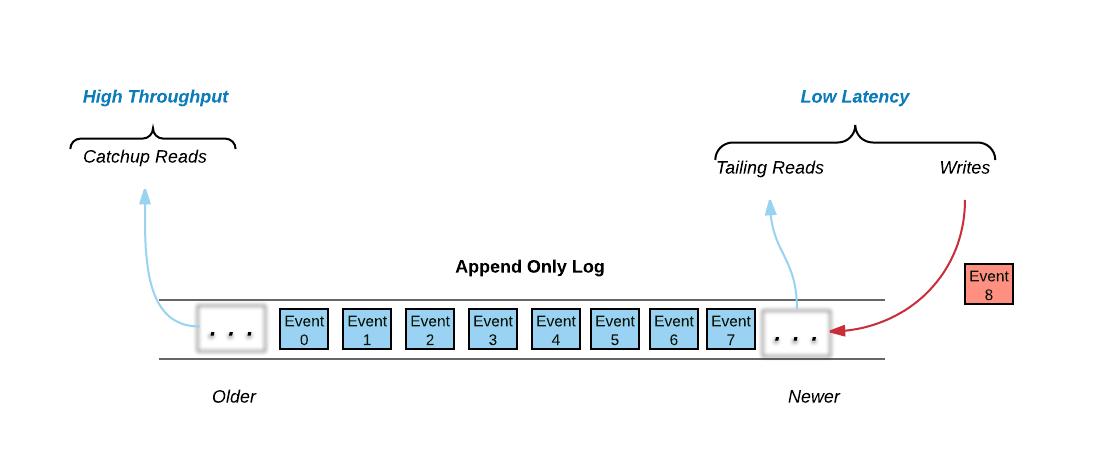 High Throughput
Low Latency
Catchup Reads
Tailing Reads
Writes
Append Only Log
Event
8
. . .
Event
0
Event
1
Event
2
Event
3
Event
4
Event
5
Event
6
Event
7
. . .
Older
Newer